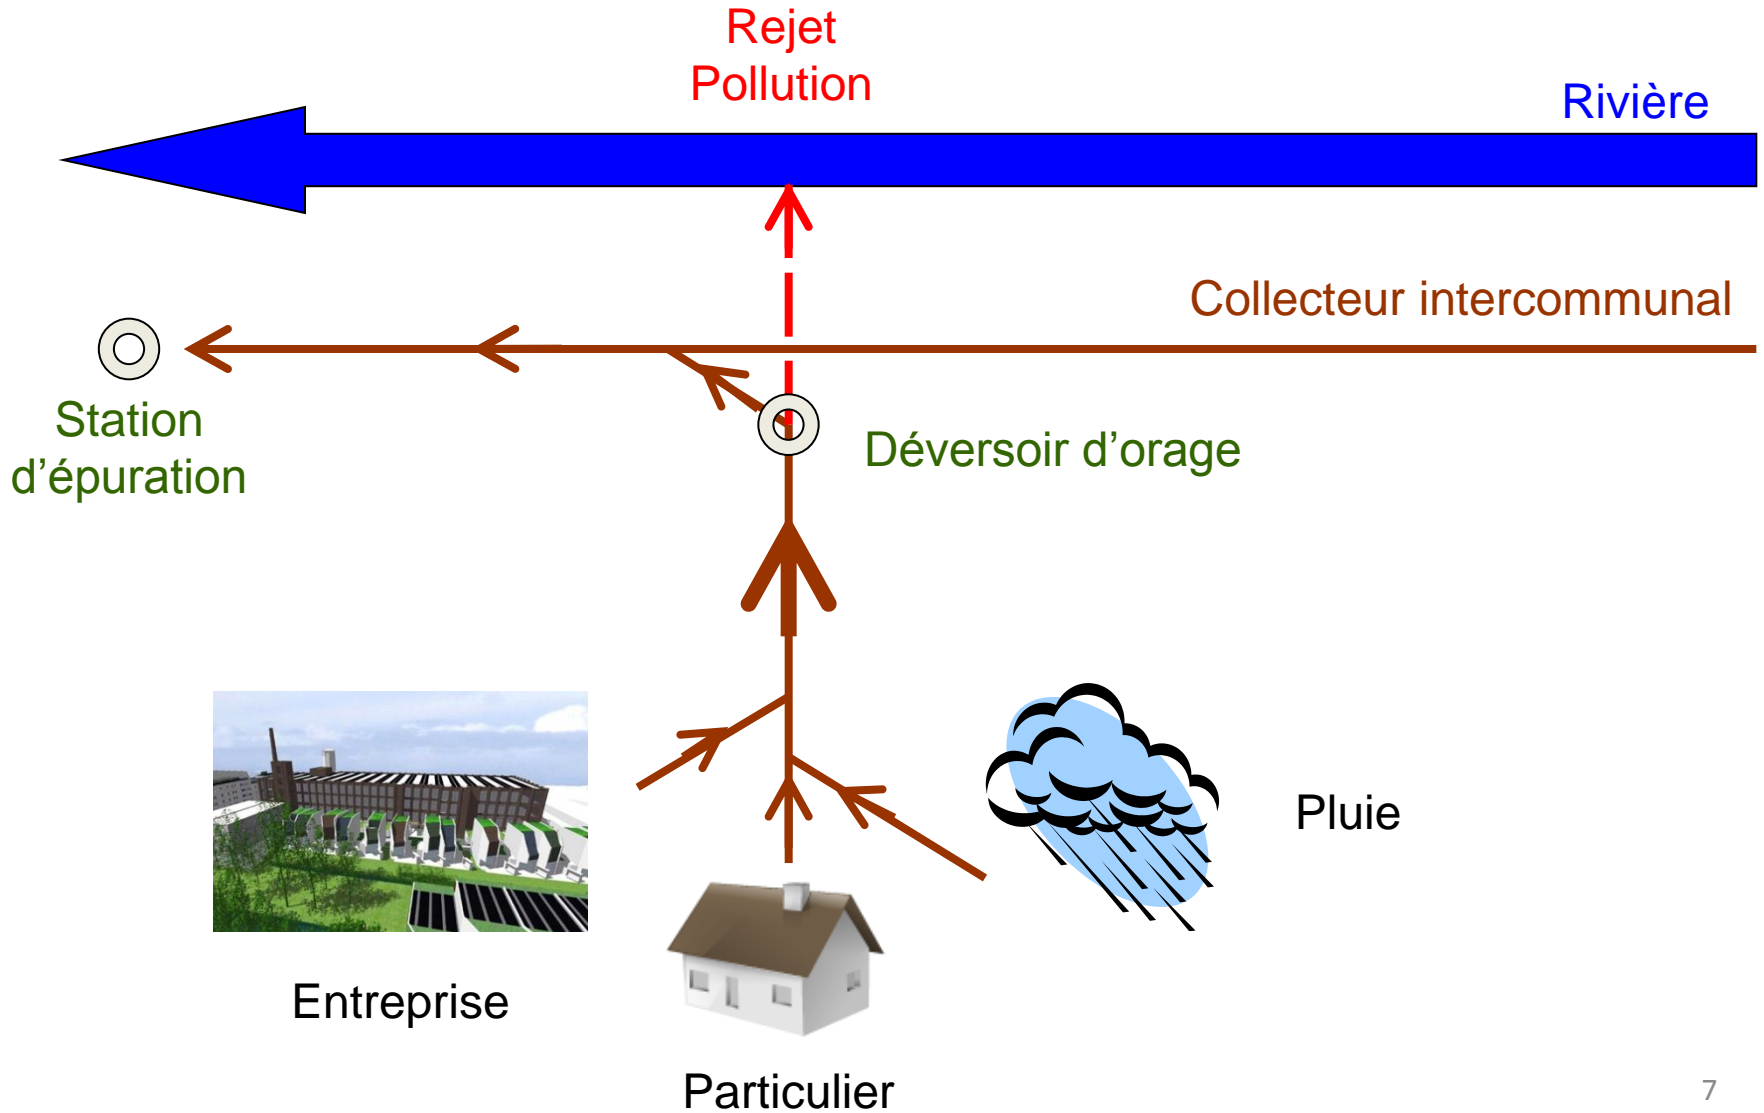 Rejet
Pollution
Rivière
Collecteur intercommunal
Station
d’épuration
Déversoir d’orage
Pluie
Entreprise
Particulier
7